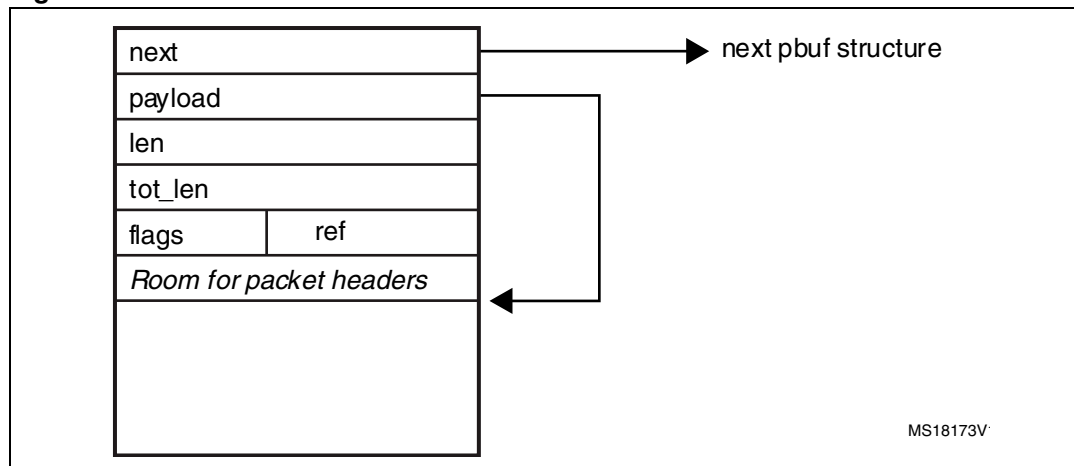 next
next pbuf structure
payload
len
tot_len
flags
ref
Room for packet headers
MS18173V